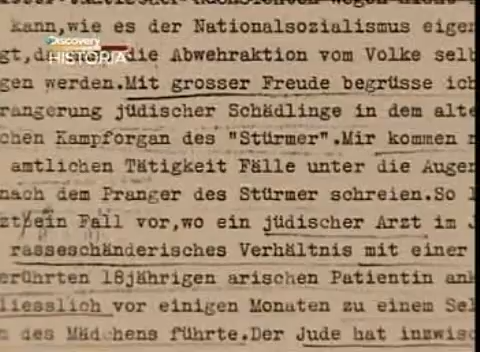 kann,wie es der Nationalsozialismus eigen
Discovery
HISTORIA
die Abwehraktion vom Volke selb
gen werden.Mit grosser Freude begrüsse ich
rangerung jüdischer Schädlinge in dem alte
chen Kampforgan des "Stürmer".Mir kommen
amtlichen Tätigkeit Fälle unter die Augen
nach dem Pranger des Stürmer schreien.So
ein Fall vor,wo ein jüdischer Arzt im J
rasseschänderisches Verhältnis mit einer
erührten 18jährigen arischen Patientin ank
liesslich vor einigen Monaten zu einem Sel
des Mädchens führte.Der Jude hat inzwisc